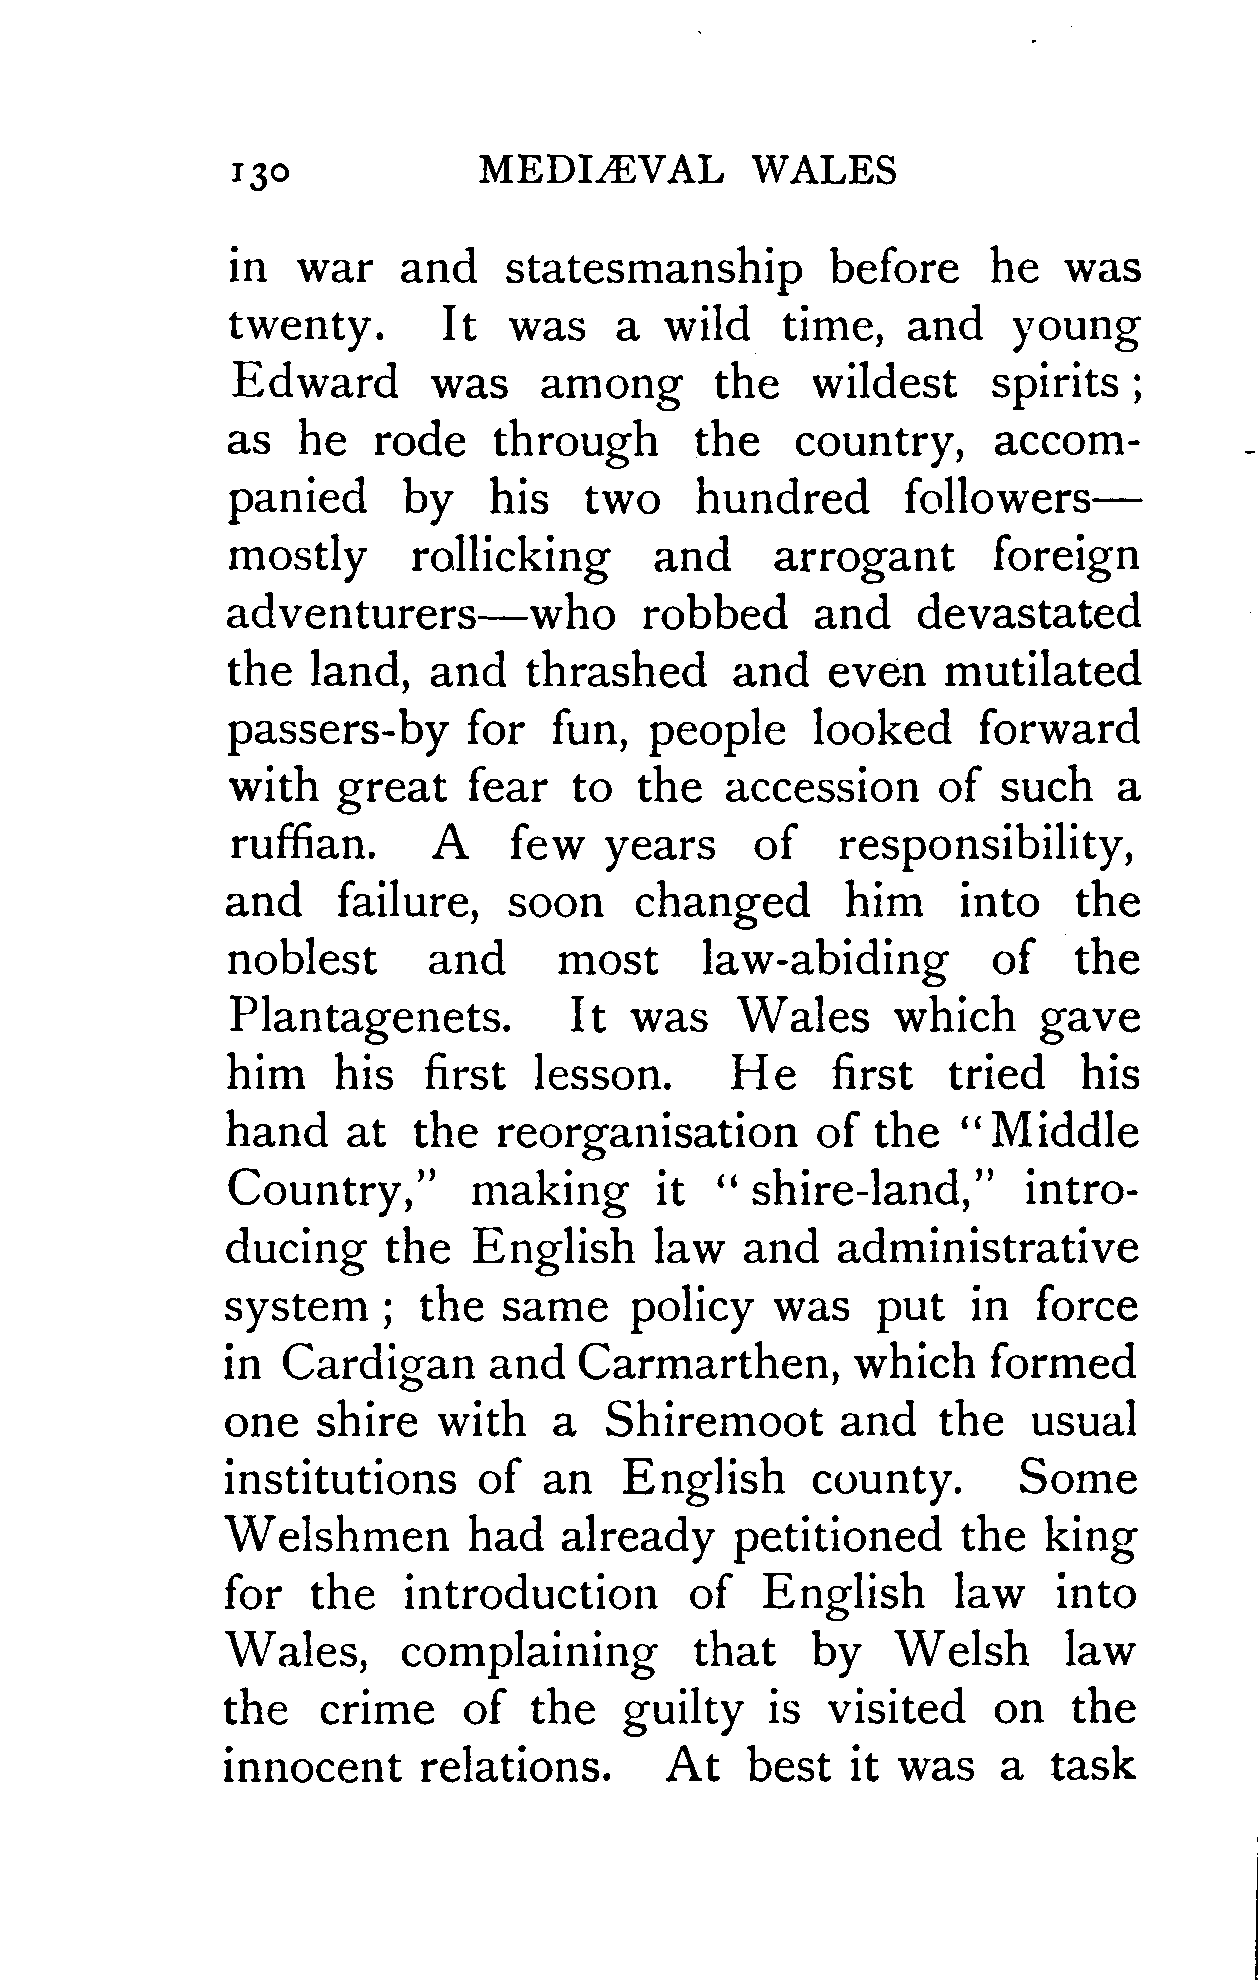 130 MEDIÆVAL WALES
in war and statesmanship before he was
twenty. It was a wild time, and young
Edward was among the wildest spirits ;
as he rode through the country, accom-
panied by his two hundred followers—
mostly rollicking and arrogant foreign
adventurers—who robbed and devastated
the land, and thrashed and even mutilated
passers-by for fun, people looked forward
with great fear to the accession of such a
ruffian. A few years of responsibility,
and failure, soon changed him into the
noblest and most law-abiding of the
Plantagenets. It was Wales which gave
him his first lesson. He first tried his
hand at the reorganisation of the “Middle
Country,” making it “ shire-land,” intro-
ducing the English law and administrative
system ; the same policy was put in force
in Cardigan and Carmarthen, which formed
one shire with a Shiremoot and the usual
institutions of an English county. Some
Welshmen had already petitioned the king
for the introduction of English law into
Wales, complaining that by Welsh law
the crime of the guilty is visited on the
innocent relations. At best it was a task